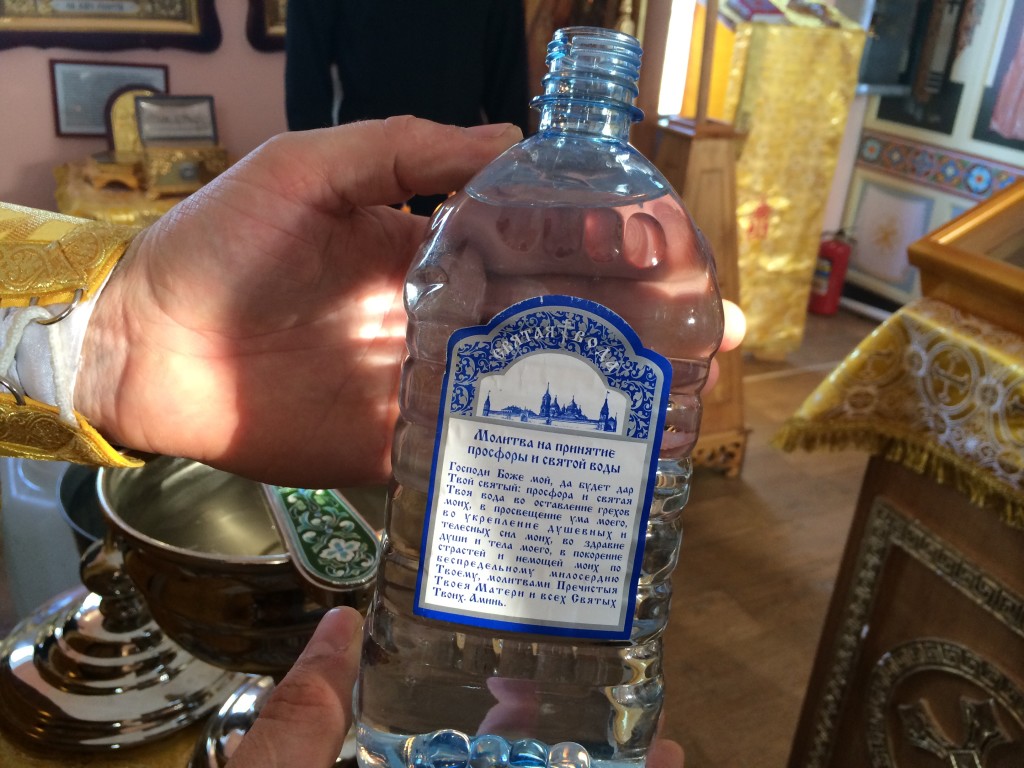 СВЯТАЯ ВОДА
Молитва на принятие
просфоры и святой воды
Господи Боже мой, да будет дар
Твой святый: просфора и святая
Твоя вода во оставление грехов
моих, в просвещение ума моего,
во укрепление душевных и
телесных сил моих, во здравие
души и тела моего, в покорение
страстей и немощей моих по
беспредельному милосердию
Твоему, молитвами Пречистыя
Твоея Матери и всех Святых
Твоих. Аминь.